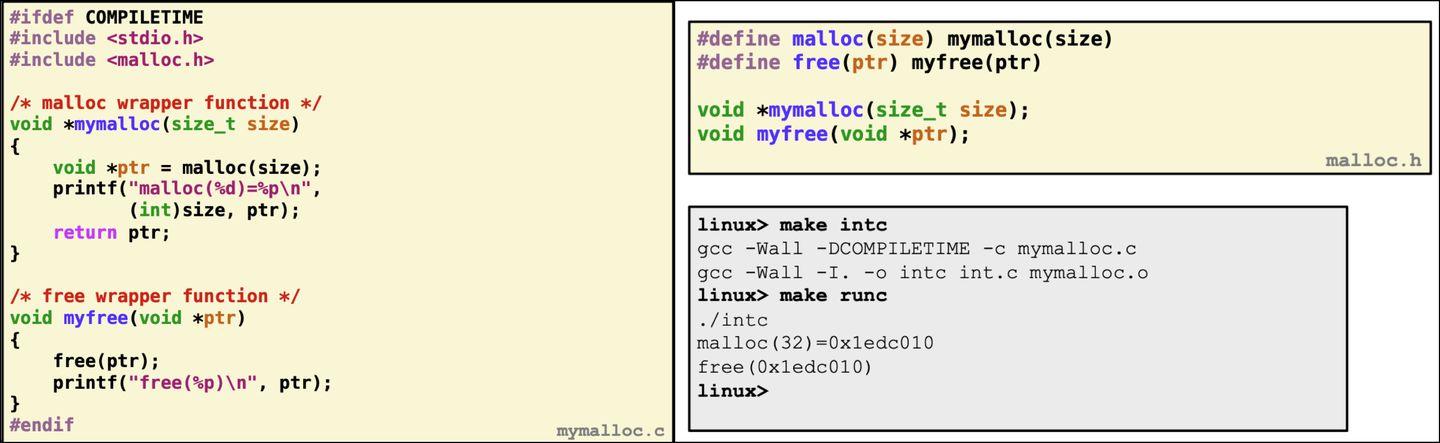 #ifdef COMPILETIME
#include <stdio.h>
#include <malloc.h>
/* malloc wrapper function */
void *mymalloc(size_t size)
{
    void *ptr = malloc(size);
    printf("malloc(%d)=%p\n",
           (int)size, ptr);
    return ptr;
}
/* free wrapper function */
void myfree(void *ptr)
{
    free(ptr);
    printf("free(%p)\n", ptr);
}
#endif
mymalloc.c
#define malloc(size) mymalloc(size)
#define free(ptr) myfree(ptr)
void *mymalloc(size_t size);
void myfree(void *ptr);
malloc.h
linux> make intc
gcc -Wall -DCOMPILETIME -c mymalloc.c
gcc -Wall -I. -o intc int.c mymalloc.o
linux> make runc
./intc
malloc(32)=0x1edc010
free(0x1edc010)
linux>